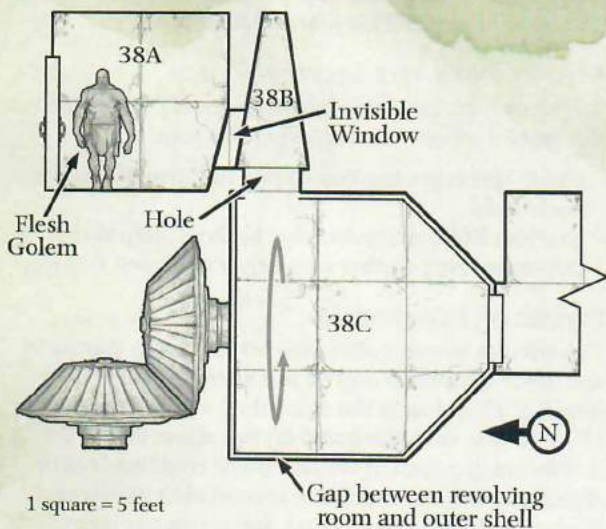 38A
38B
Invisible
Window
Flesh
Golem
Hole
38C
N
1 square = 5 feet
Gap between revolving
room and outer shell